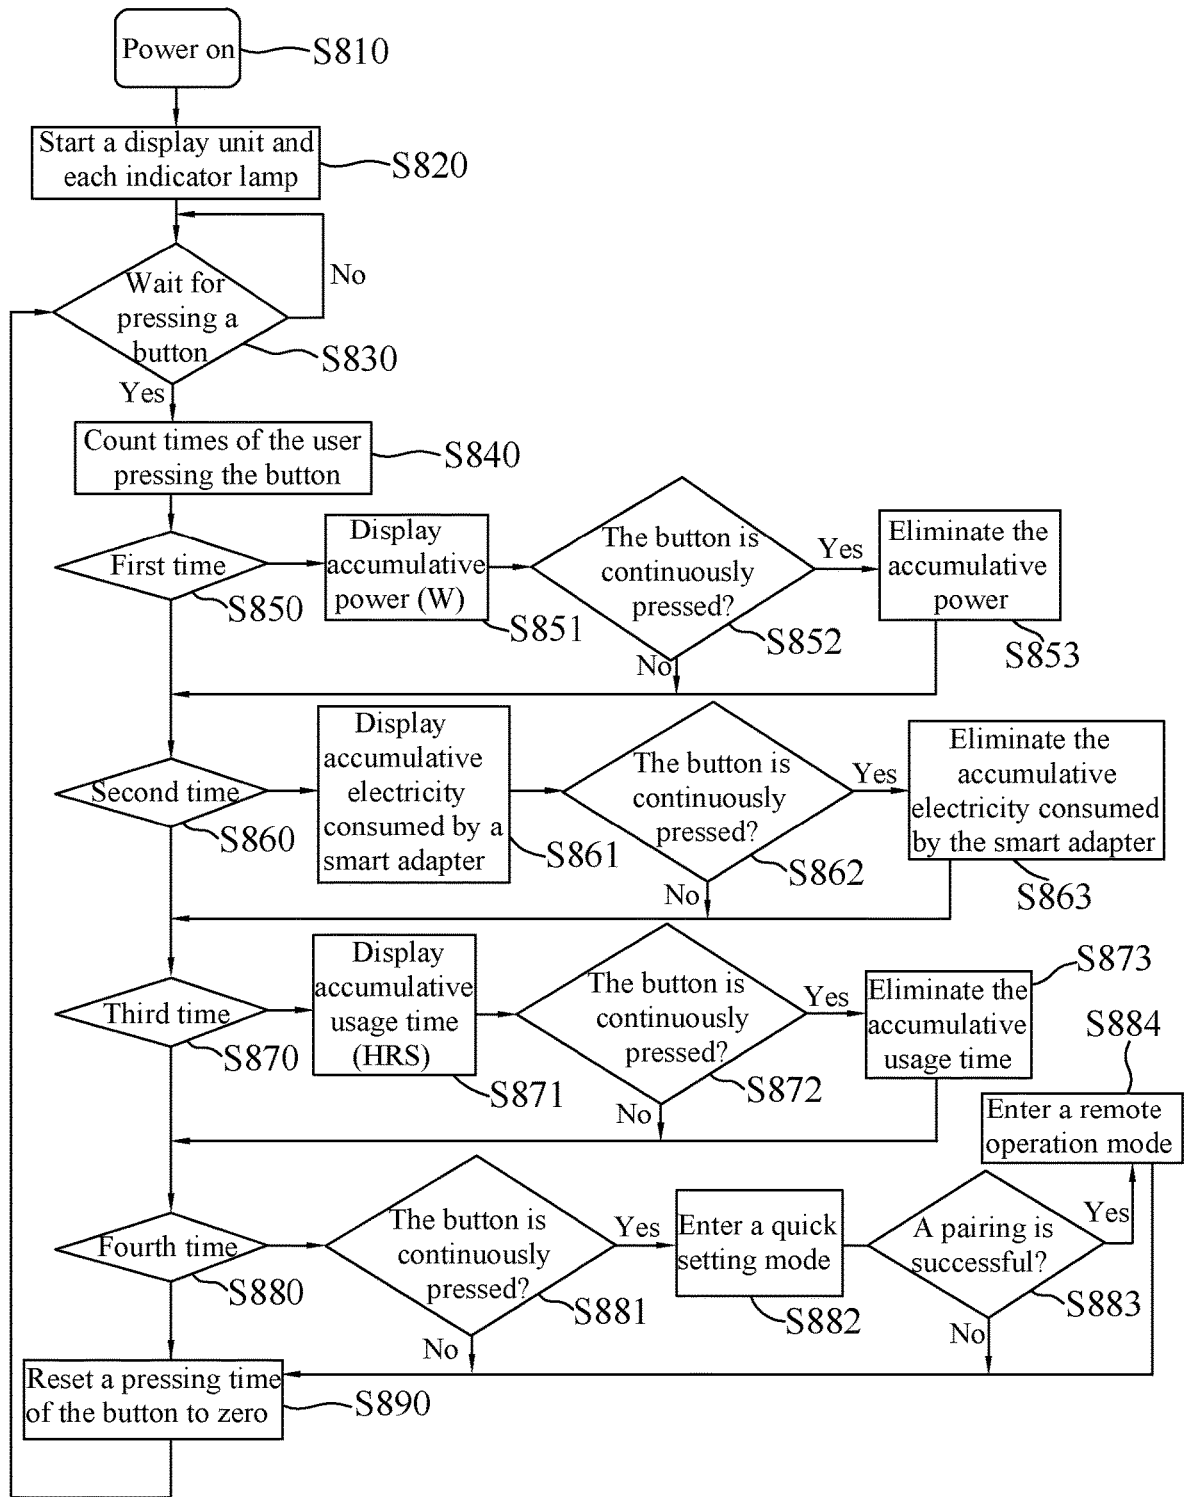 Power on
S810
Start a display unit and
each indicator lamp
S820
No
Wait for
pressing a
button
S830
Yes
Count times of the user
pressing the button
S840
First time
S850
Display
accumulative
power (W)
S851
The button is
continuously
pressed?
S852
Yes
No
Eliminate the
accumulative
power
S853
Second time
S860
Display
accumulative
electricity
consumed by a
smart adapter
S861
The button is
continuously
pressed?
S862
Yes
No
Eliminate the
accumulative
electricity consumed
by the smart adapter
S863
Third time
S870
Display
accumulative
usage time
(HRS)
S871
The button is
continuously
pressed?
S872
Yes
No
Eliminate the
accumulative
usage time
S873
S884
Enter a remote
operation mode
Fourth time
S880
The button is
continuously
pressed?
S881
Yes
No
Enter a quick
setting mode
S882
A pairing is
successful?
S883
Yes
No
Reset a pressing time
of the button to zero
S890